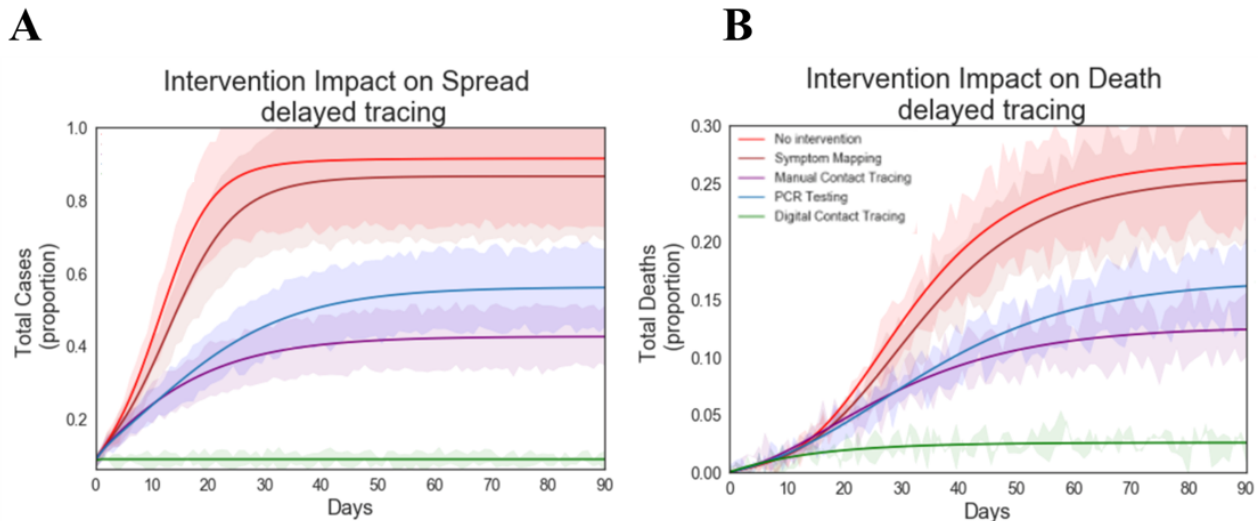 A
Intervention Impact on Spread
delayed tracing
1.0
0.8
0.6
0.4
0.2
Total Cases
(proportion)
0 10 20 30 40 50 60 70 80 90
Days
B
Intervention Impact on Death
delayed tracing
0.30
0.25
0.20
0.15
0.10
0.05
0.00
Total Deaths
(proportion)
No intervention
Symptom Mapping
Manual Contact Tracing
PCR Testing
Digital Contact Tracing
0 10 20 30 40 50 60 70 80 90
Days